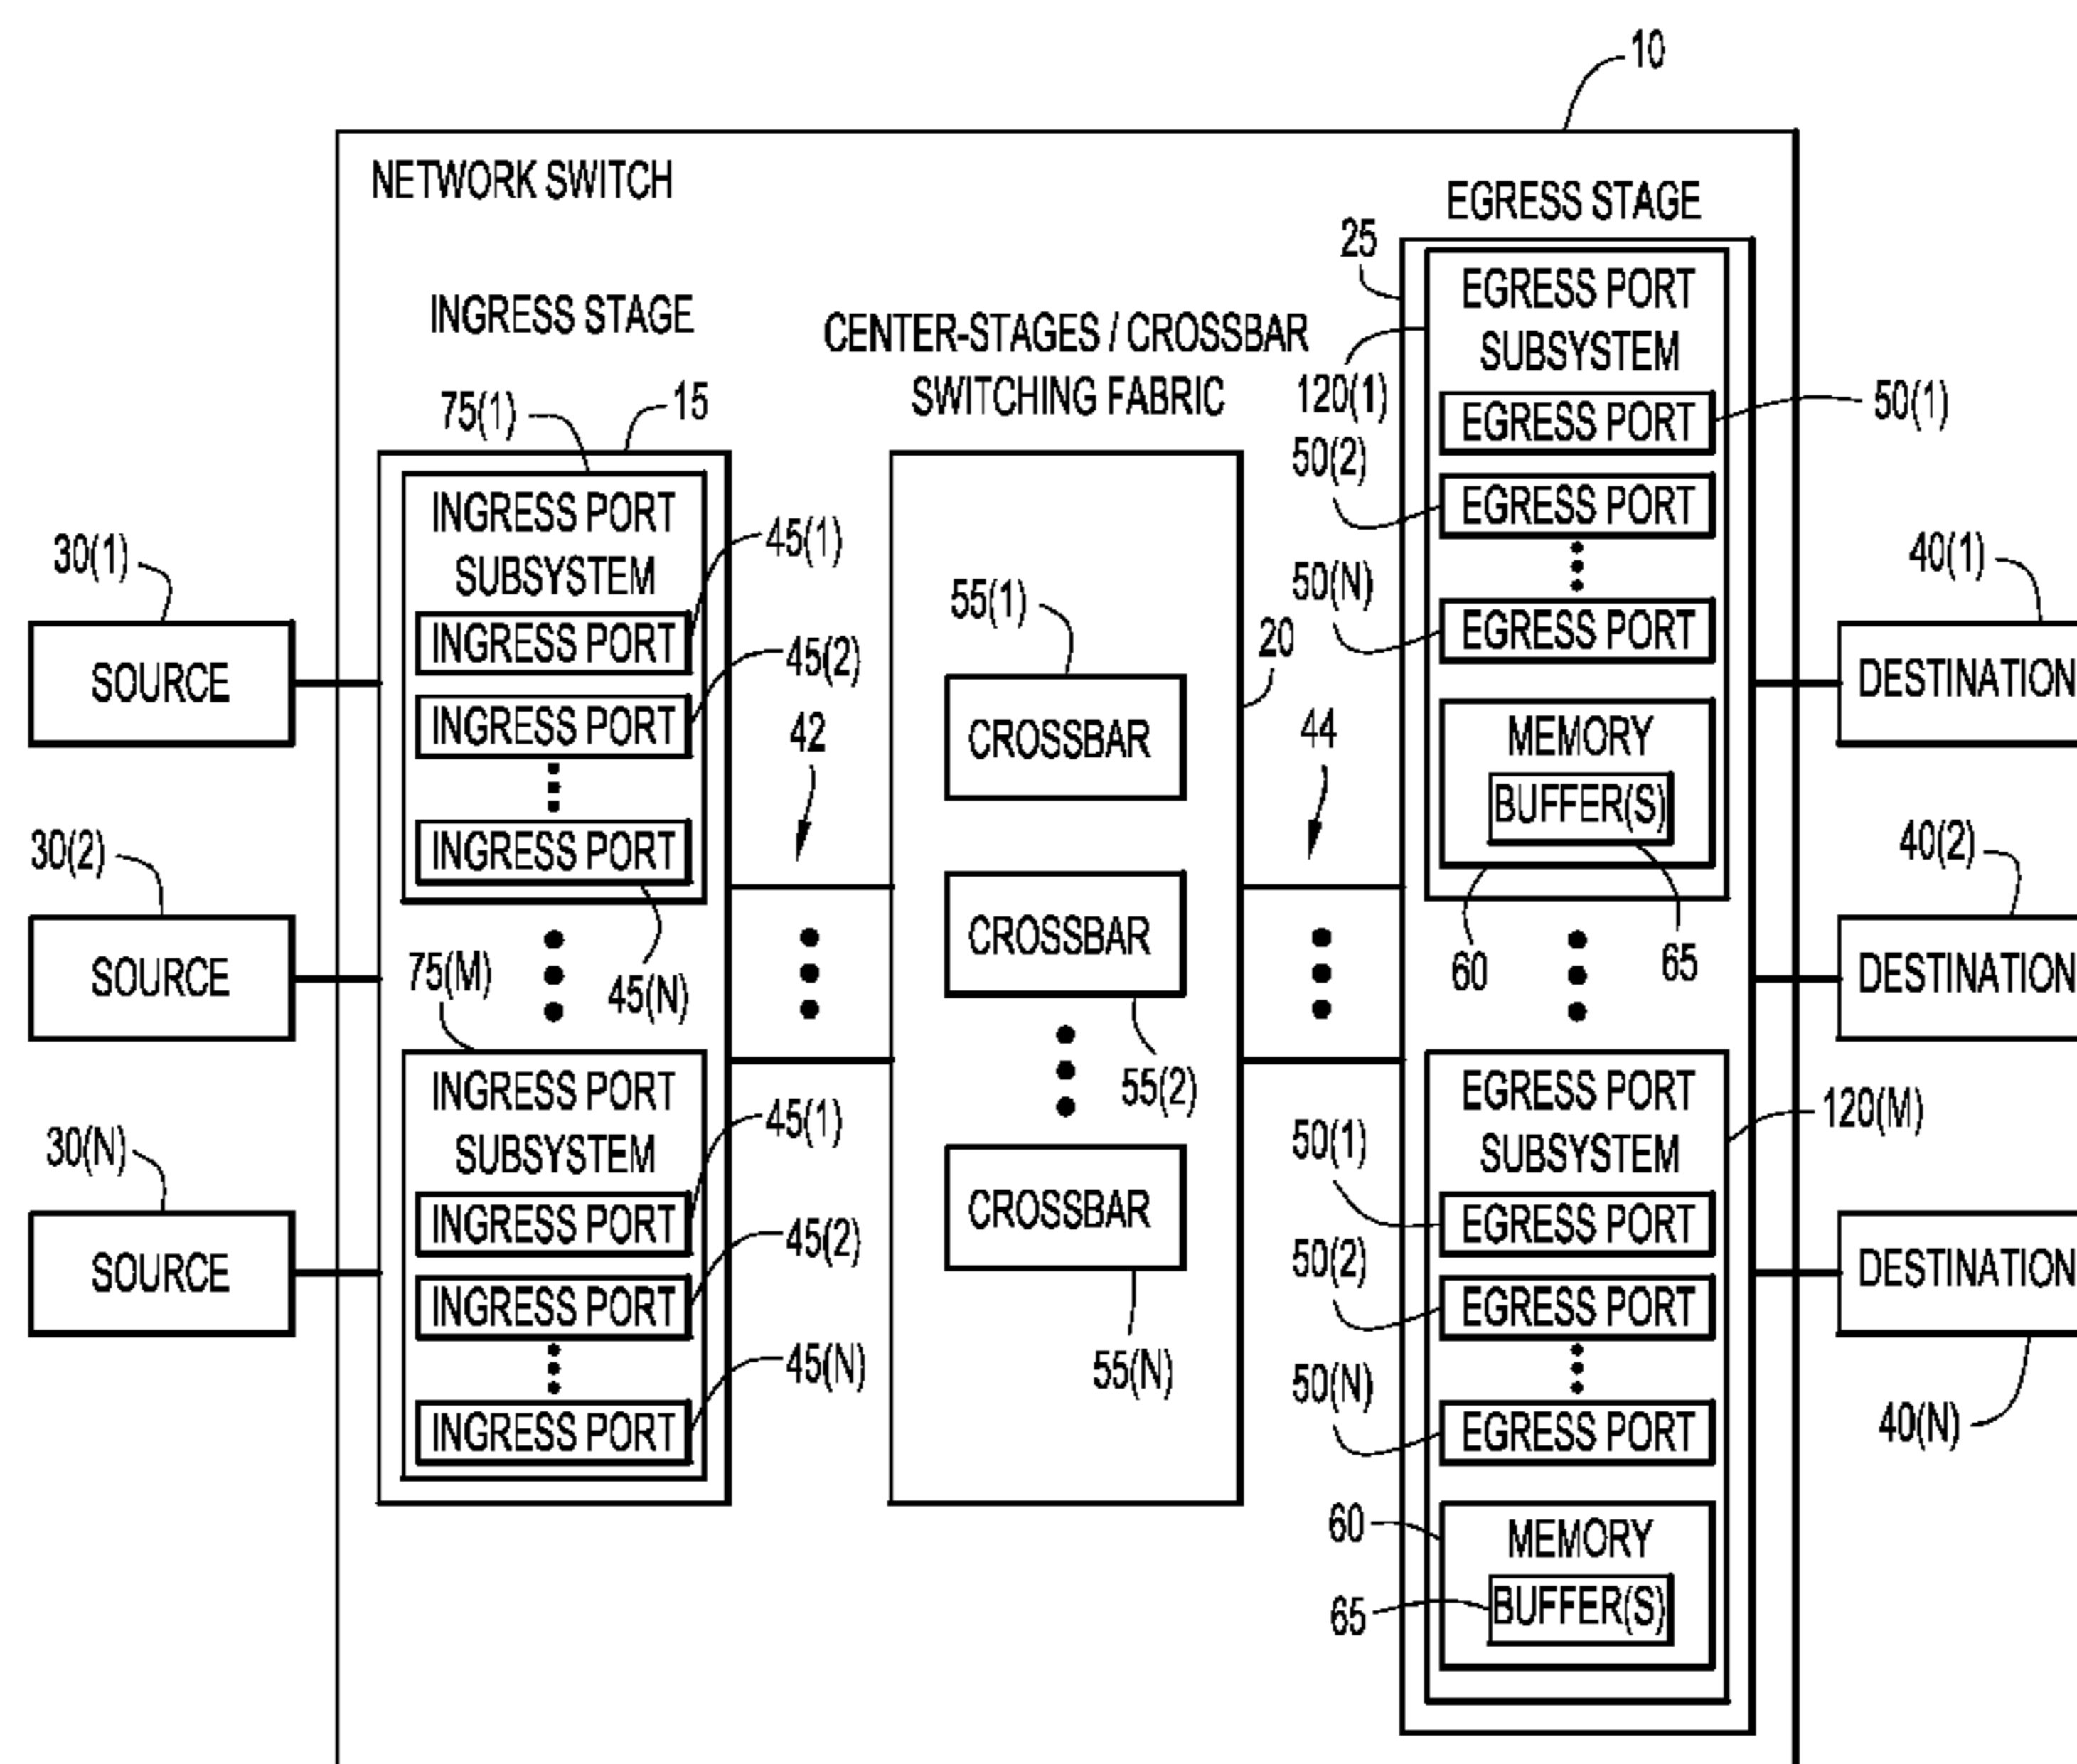 10
NETWORK SWITCH
EGRESS STAGE
25
EGRESS PORT
SUBSYSTEM
120(1)
EGRESS PORT
50(1)
50(2)
EGRESS PORT
50(N)
EGRESS PORT
MEMORY
BUFFER(S)
60
65
INGRESS STAGE
75(1)
15
INGRESS PORT
SUBSYSTEM
INGRESS PORT
45(1)
INGRESS PORT
45(2)
INGRESS PORT
45(N)
CENTER-STAGES / CROSSBAR
SWITCHING FABRIC
55(1)
20
CROSSBAR
CROSSBAR
55(2)
CROSSBAR
55(N)
42
44
30(1)
SOURCE
30(2)
SOURCE
30(N)
SOURCE
75(M)
INGRESS PORT
SUBSYSTEM
INGRESS PORT
45(1)
INGRESS PORT
45(2)
INGRESS PORT
45(N)
EGRESS PORT
SUBSYSTEM
120(M)
50(1)
EGRESS PORT
50(2)
EGRESS PORT
50(N)
EGRESS PORT
60
MEMORY
65
BUFFER(S)
40(1)
DESTINATION
40(2)
DESTINATION
DESTINATION
40(N)